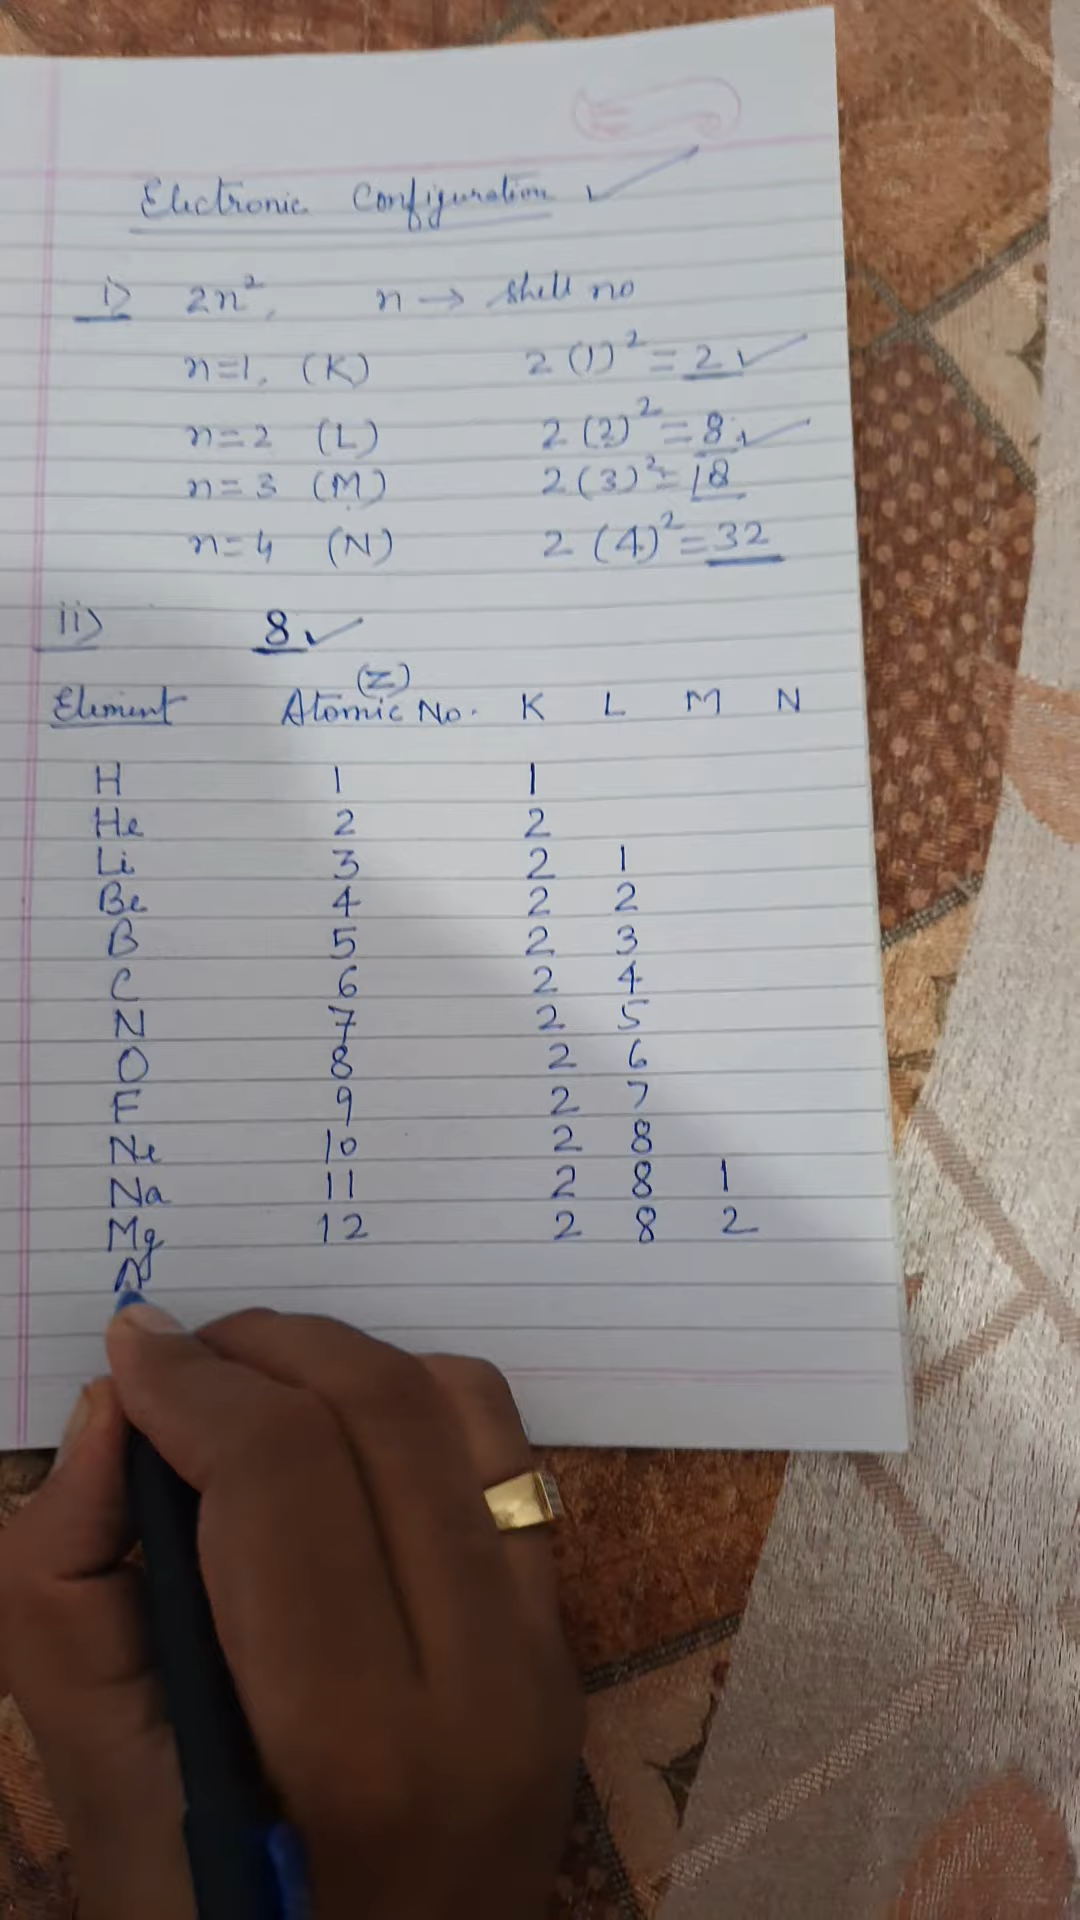 Electronic Configuration ✓
i> 2n², n → shell no
n=1, (K) 2(1)² = 2 ✓
n=2 (L) 2(2)² = 8 ✓
n=3 (M) 2(3)² = 18
n=4 (N) 2(4)² = 32
ii> 8 ✓
(Z)
Element Atomic No. K L M N
H 1 1
He 2 2
Li 3 2 1
Be 4 2 2
B 5 2 3
C 6 2 4
N 7 2 5
O 8 2 6
F 9 2 7
Ne 10 2 8
Na 11 2 8 1
Mg 12 2 8 2